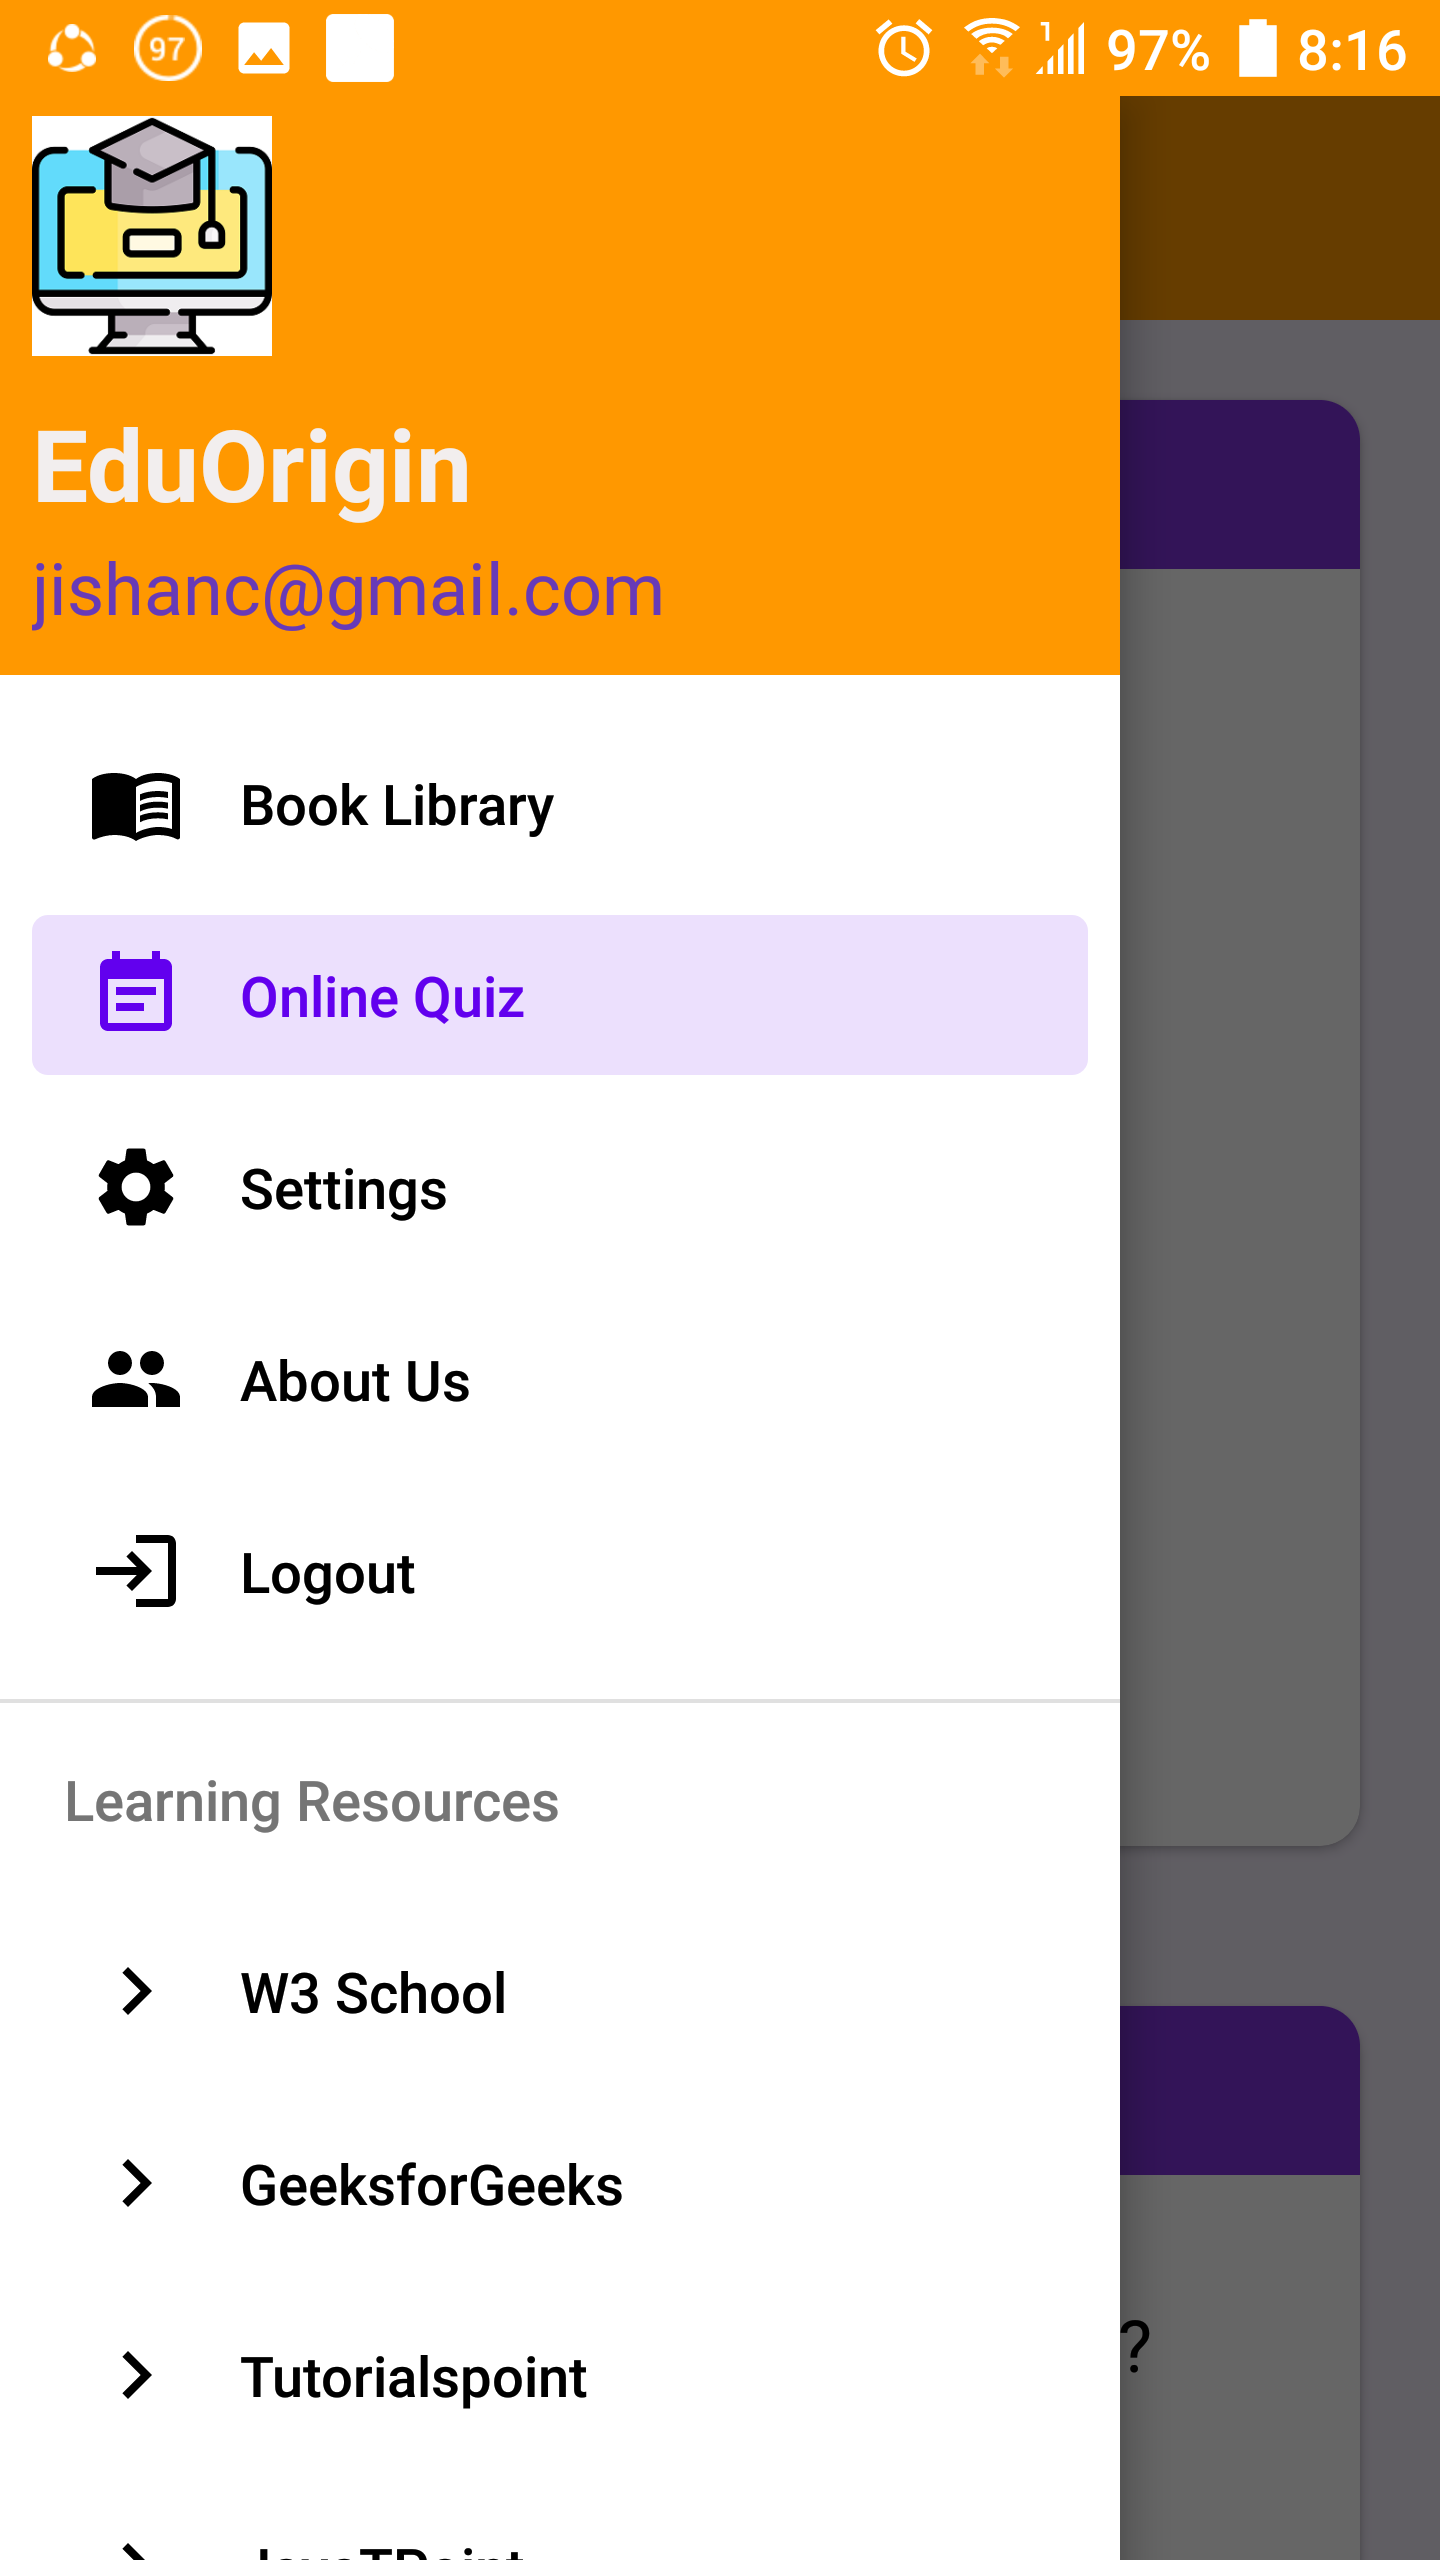 97 1 97% 8:16
EduOrigin
jishanc@gmail.com
Book Library
Online Quiz
Settings
About Us
Logout
Learning Resources
W3 School
GeeksforGeeks
Tutorialspoint
?